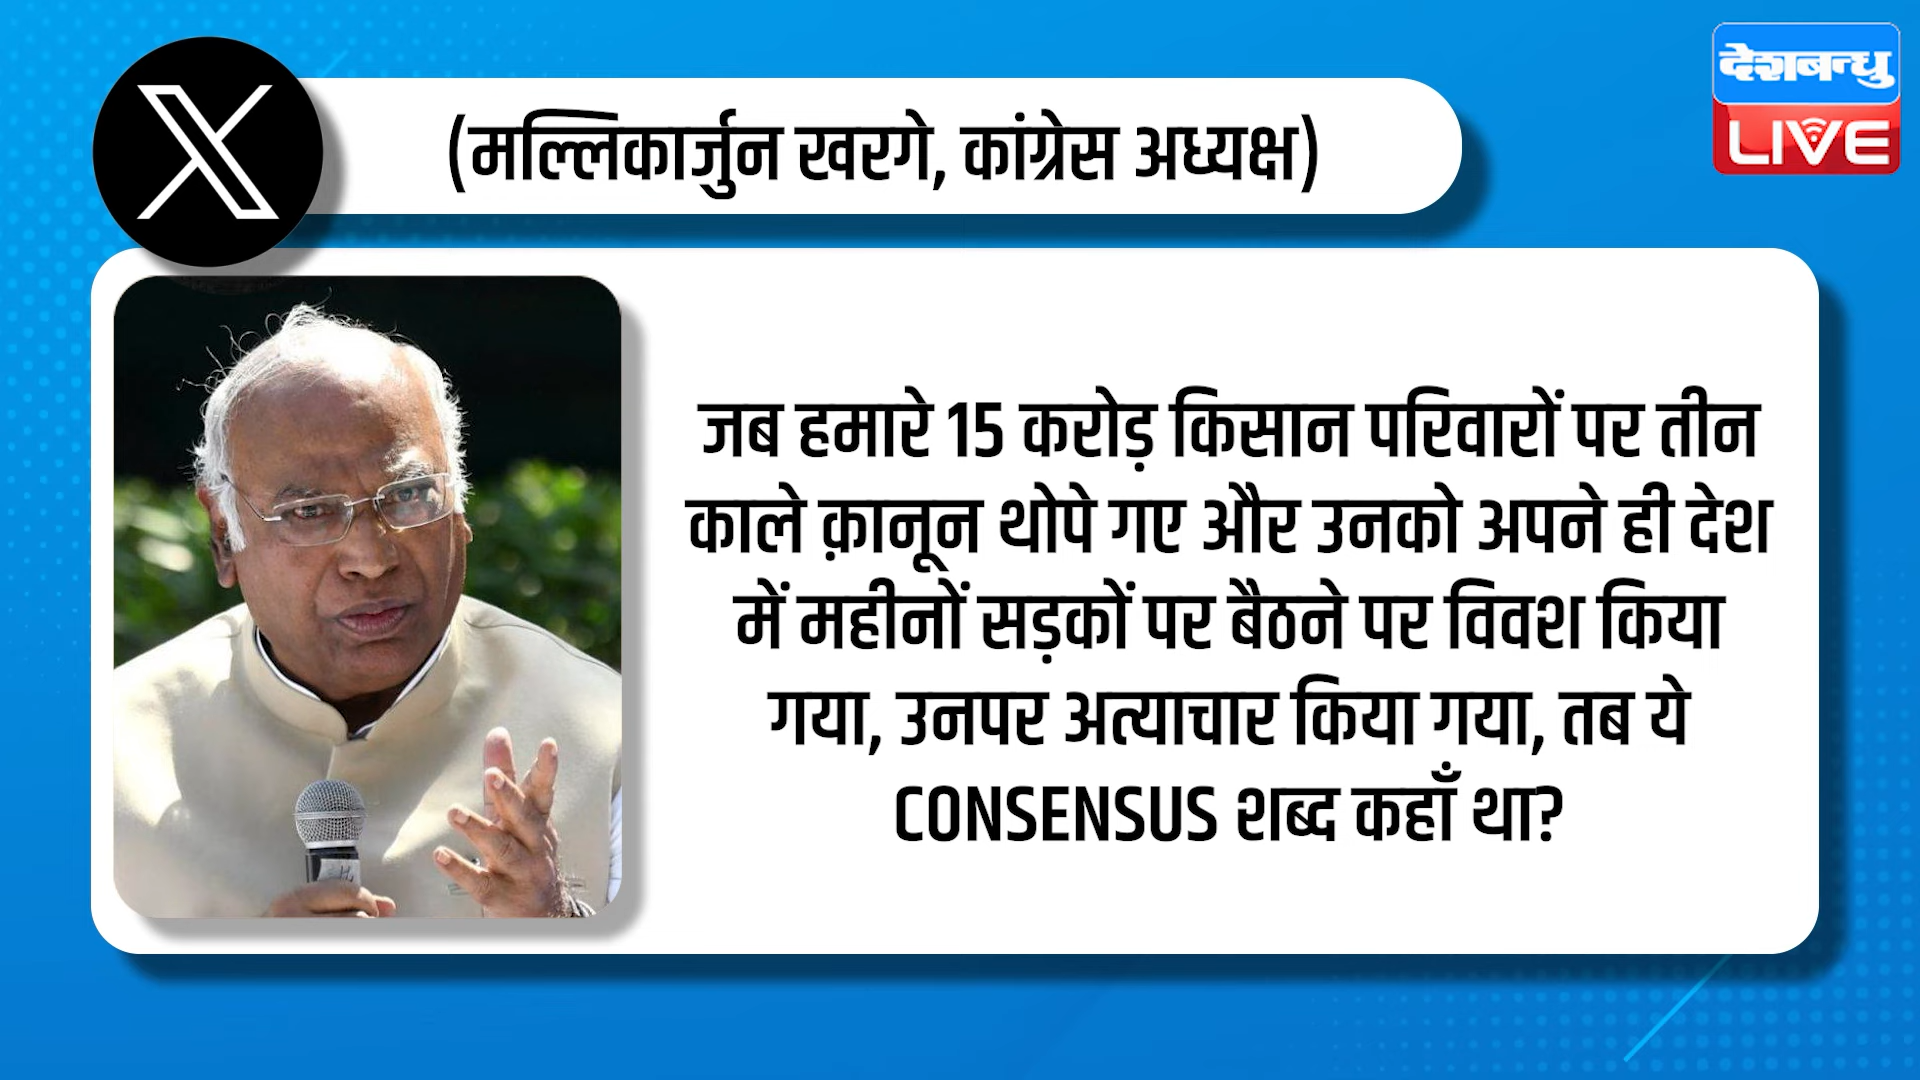 देशबन्धु
LIVE
(मल्लिकार्जुन खरगे, कांग्रेस अध्यक्ष)
जब हमारे 15 करोड़ किसान परिवारों पर तीन
काले क़ानून थोपे गए और उनको अपने ही देश
में महीनों सड़कों पर बैठने पर विवश किया
गया, उनपर अत्याचार किया गया, तब ये
CONSENSUS शब्द कहाँ था?